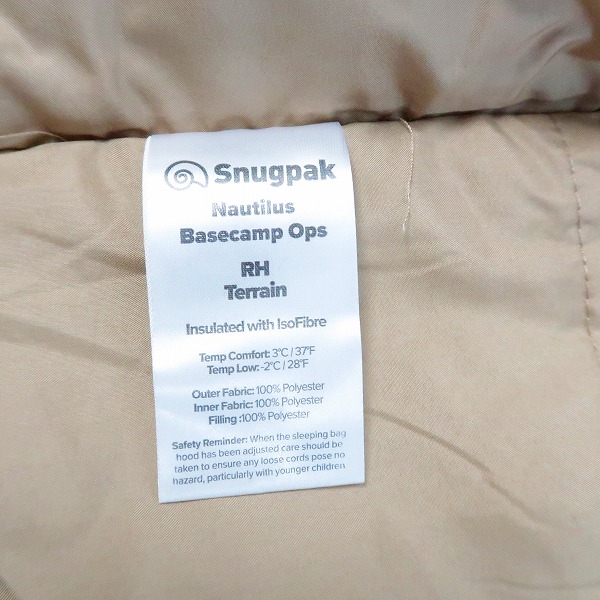 Snugpak
Nautilus
Basecamp Ops
RH
Terrain
Insulated with IsoFibre
Temp Comfort: 3°C / 37°F
Temp Low: -2°C / 28°F
Outer Fabric: 100% Polyester
Inner Fabric: 100% Polyester
Filling :100% Polyester
Safety Reminder: When the sleeping bag
hood has been adjusted care should be
taken to ensure any loose cords pose no
hazard, particularly with younger children